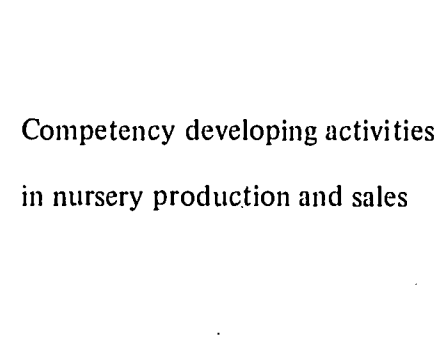 Competency developing activities
in nursery production and sales